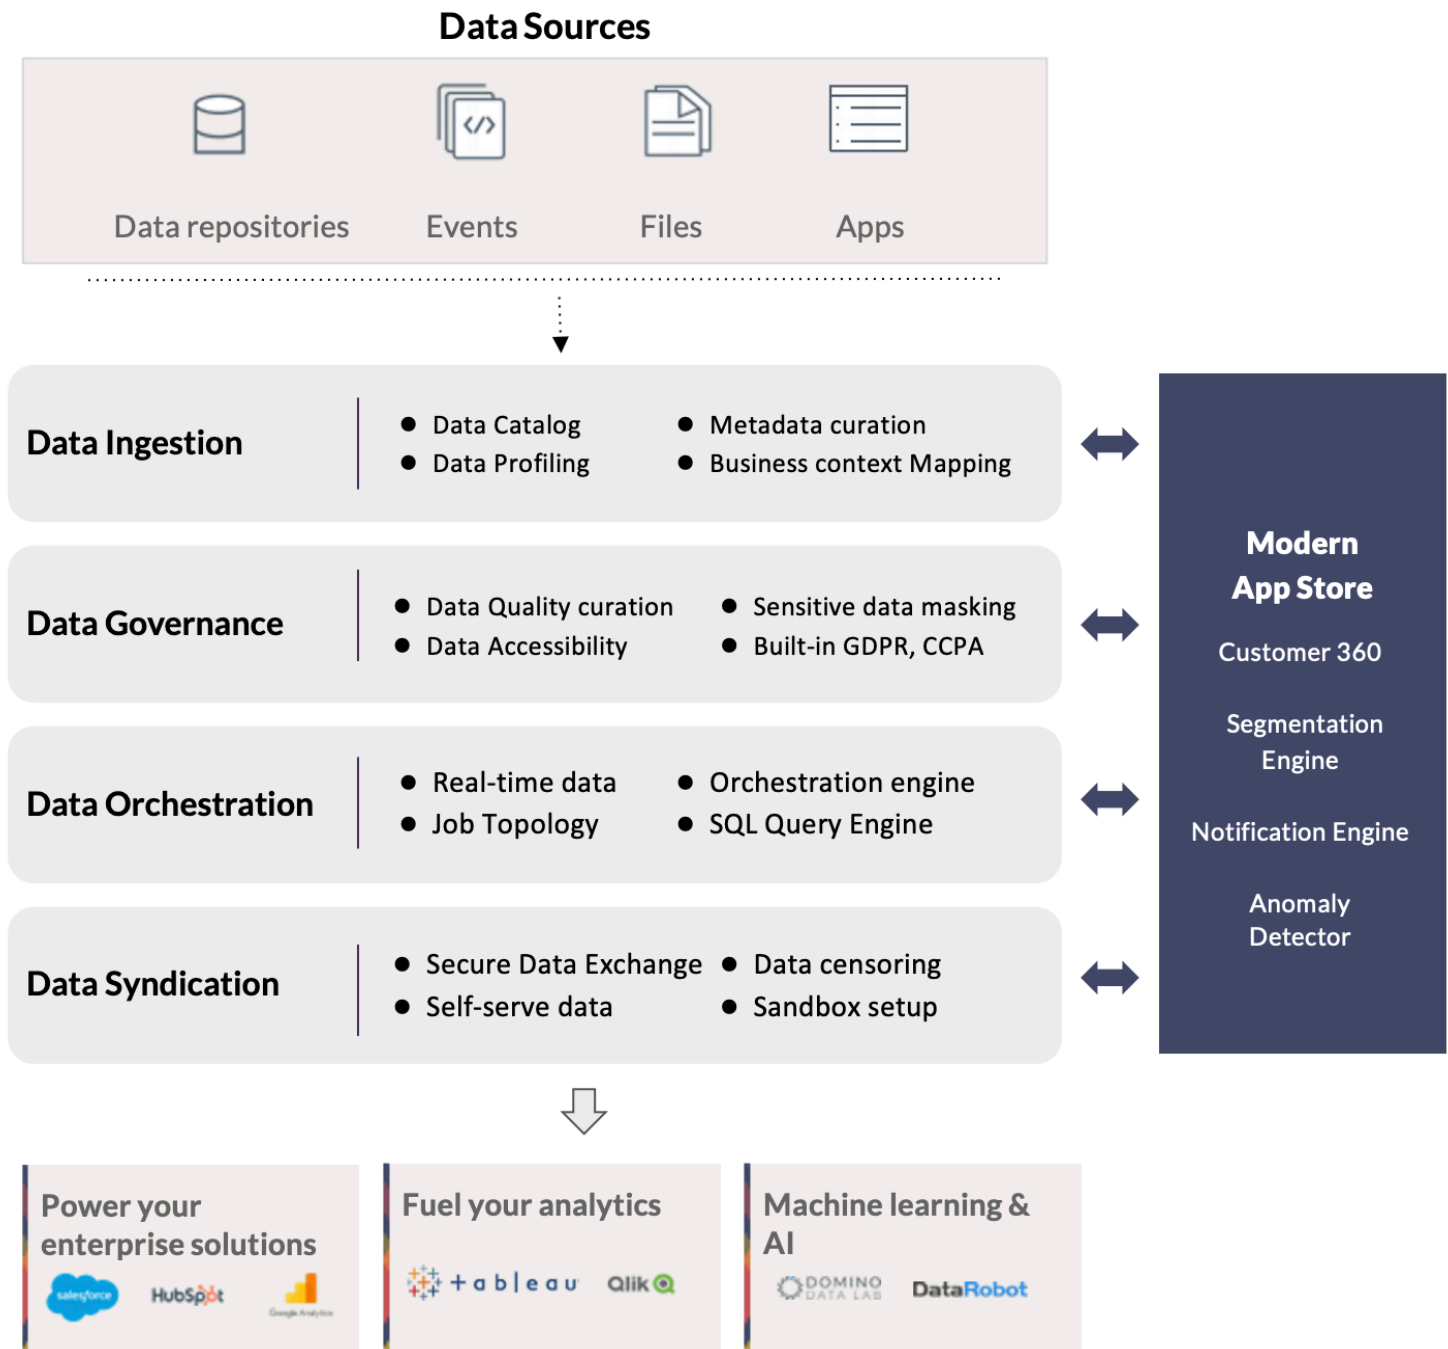 Data Sources
</>
Data repositories
Events
Files
Apps
Data Ingestion
Data Catalog
Data Profiling
Metadata curation
Business context Mapping
Data Governance
Data Quality curation
Data Accessibility
Sensitive data masking
Built-in GDPR, CCPA
Data Orchestration
Real-time data
Job Topology
Orchestration engine
SQL Query Engine
Data Syndication
Secure Data Exchange
Self-serve data
Data censoring
Sandbox setup
Modern
App Store
Customer 360
Segmentation
Engine
Notification Engine
Anomaly
Detector
Power your
enterprise solutions
salesforce
HubSpot
Google Analytics
Fuel your analytics
+ableau
Qlik
Machine learning &
AI
DOMINO
DATA LAB
DataRobot